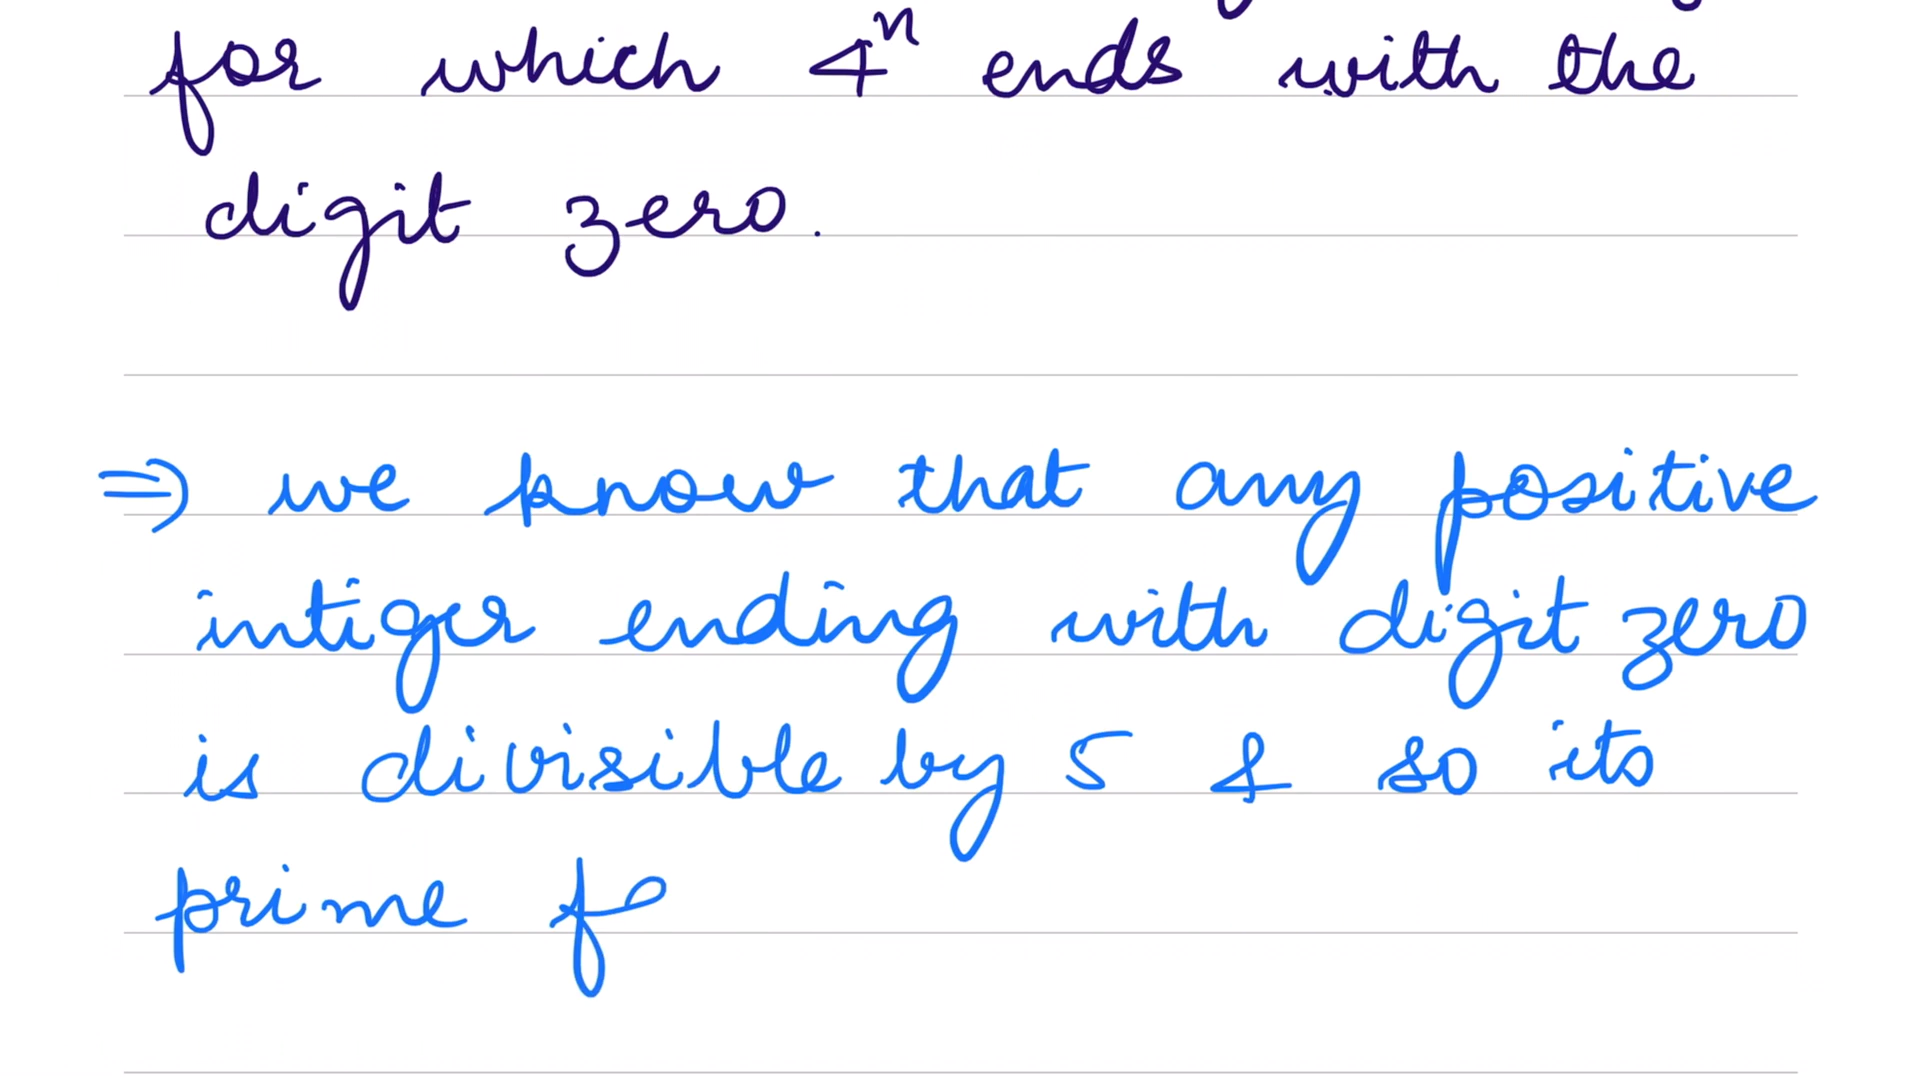 for which 4ⁿ ends with the
digit zero.
⇒ we know that any positive
intiger ending with digit zero
is divisible by 5 & so its
prime